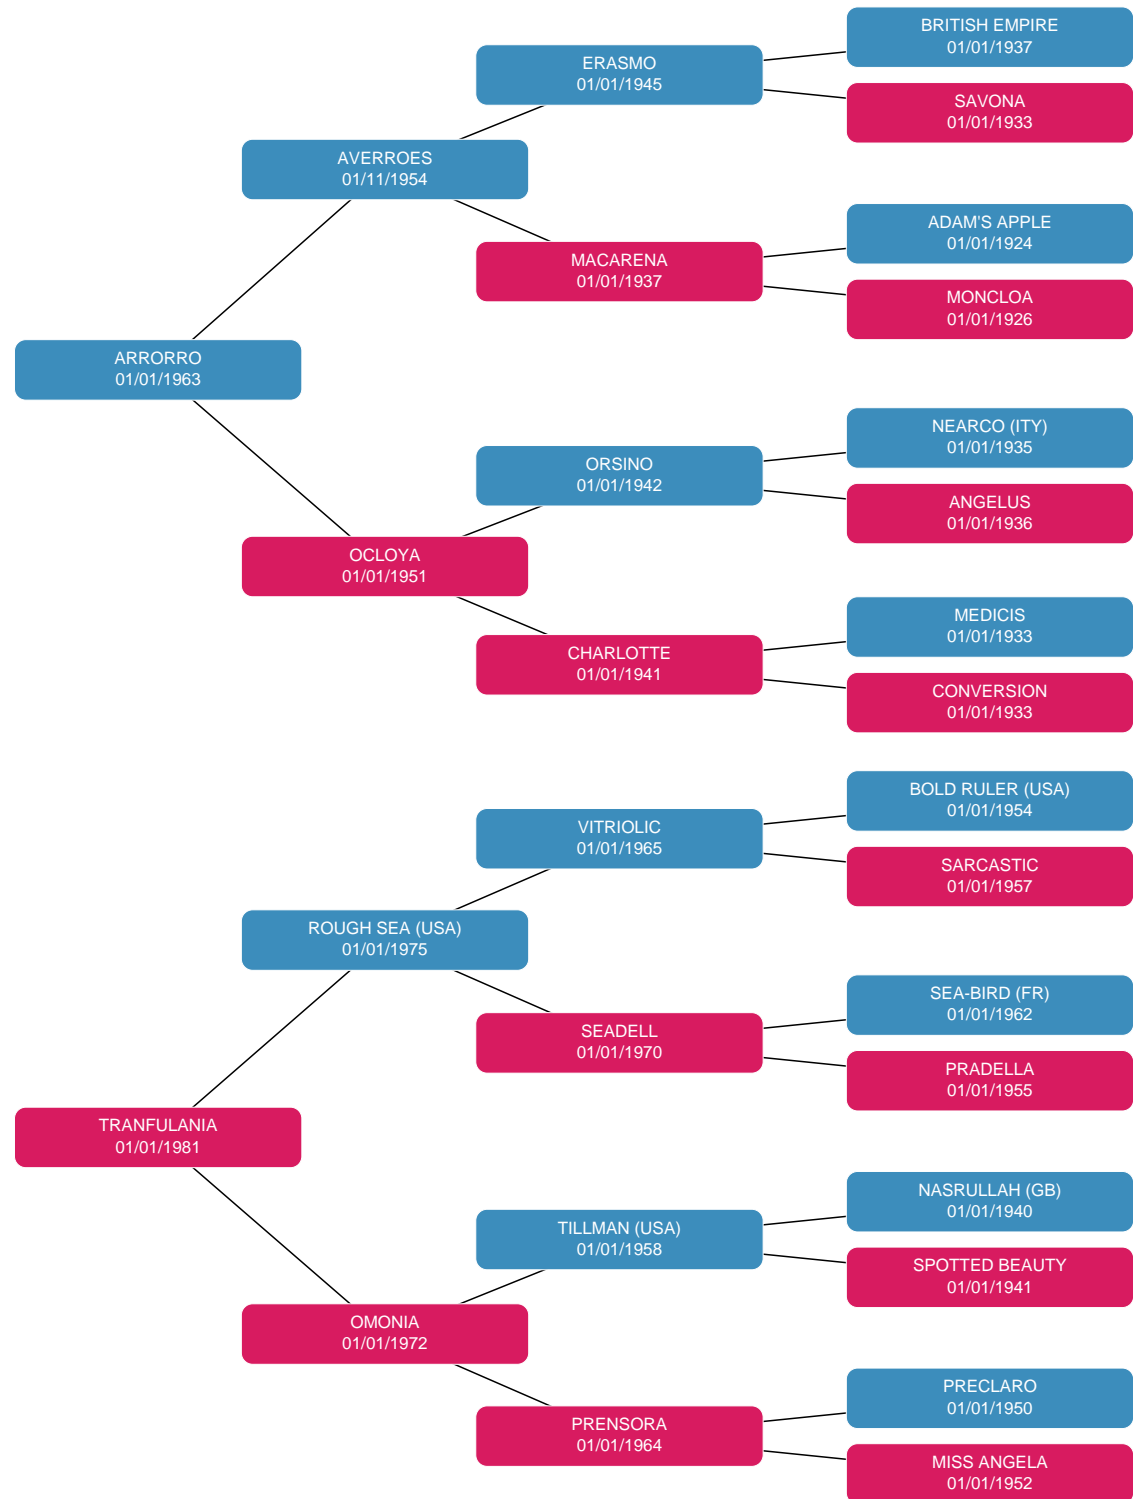 BRITISH EMPIRE
01/01/1937
ERASMO
01/01/1945
SAVONA
01/01/1933
AVERROES
01/11/1954
ADAM'S APPLE
01/01/1924
MACARENA
01/01/1937
MONCLOA
01/01/1926
ARRORRO
01/01/1963
NEARCO (ITY)
01/01/1935
ORSINO
01/01/1942
ANGELUS
01/01/1936
OCLOYA
01/01/1951
MEDICIS
01/01/1933
CHARLOTTE
01/01/1941
CONVERSION
01/01/1933
BOLD RULER (USA)
01/01/1954
VITRIOLIC
01/01/1965
SARCASTIC
01/01/1957
ROUGH SEA (USA)
01/01/1975
SEA-BIRD (FR)
01/01/1962
SEADELL
01/01/1970
PRADELLA
01/01/1955
TRANFULANIA
01/01/1981
NASRULLAH (GB)
01/01/1940
TILLMAN (USA)
01/01/1958
SPOTTED BEAUTY
01/01/1941
OMONIA
01/01/1972
PRECLARO
01/01/1950
PRENSORA
01/01/1964
MISS ANGELA
01/01/1952